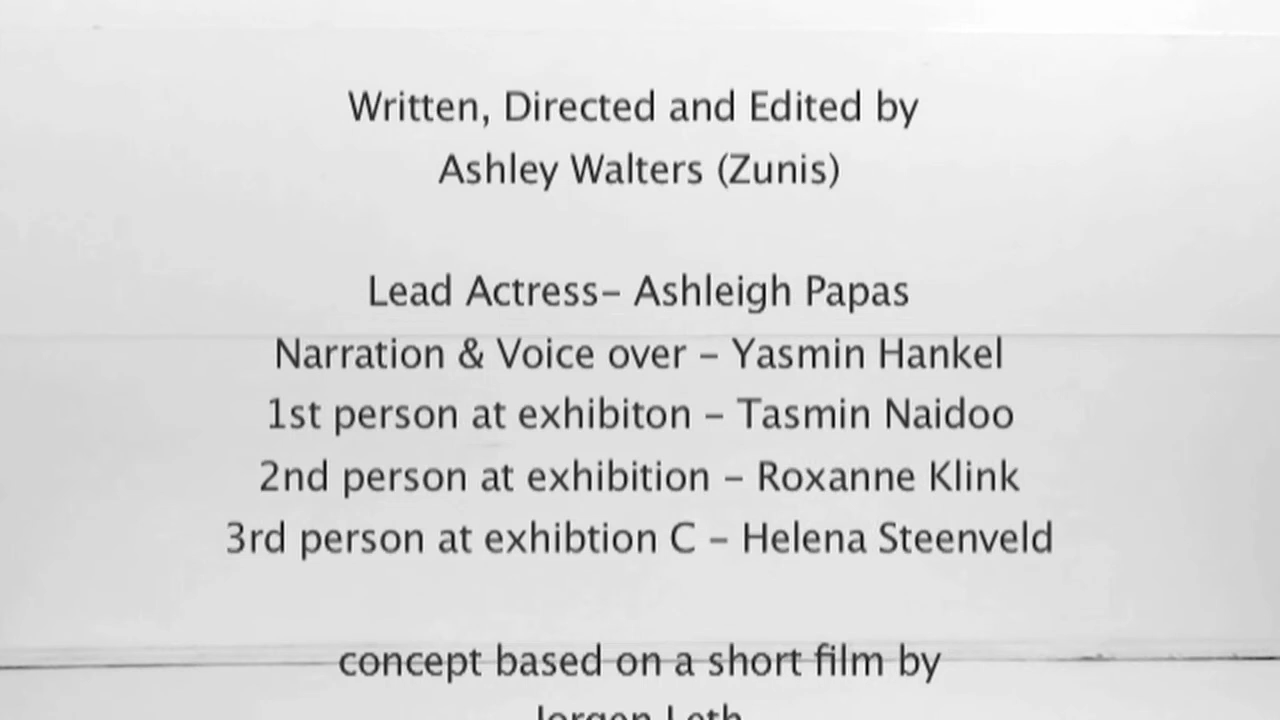 Written, Directed and Edited by
Ashley Walters (Zunis)
Lead Actress– Ashleigh Papas
Narration & Voice over – Yasmin Hankel
1st person at exhibiton – Tasmin Naidoo
2nd person at exhibition – Roxanne Klink
3rd person at exhibtion C – Helena Steenveld
concept based on a short film by
Jorgen Leth